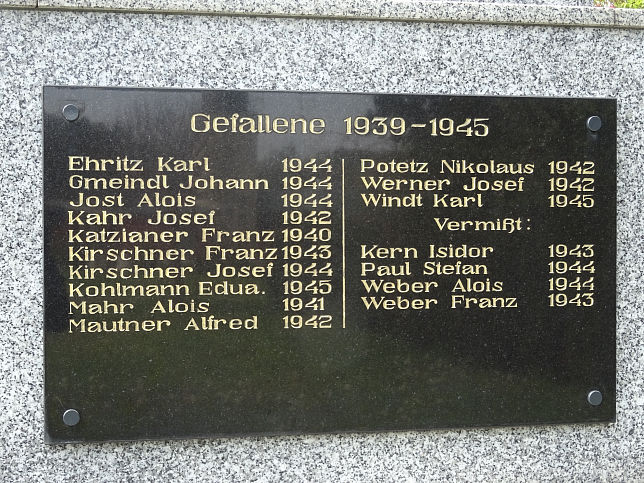 Gefallene 1939-1945
Ehritz Karl 1944
Gmeindl Johann 1944
Jost Alois 1944
Kahr Josef 1942
Katzianer Franz 1940
Kirschner Franz 1943
Kirschner Josef 1944
Kohlmann Edua. 1945
Mahr Alois 1941
Mautner Alfred 1942
Potetz Nikolaus 1942
Werner Josef 1942
Windt Karl 1945
Vermißt:
Kern Isidor 1943
Paul Stefan 1944
Weber Alois 1944
Weber Franz 1943